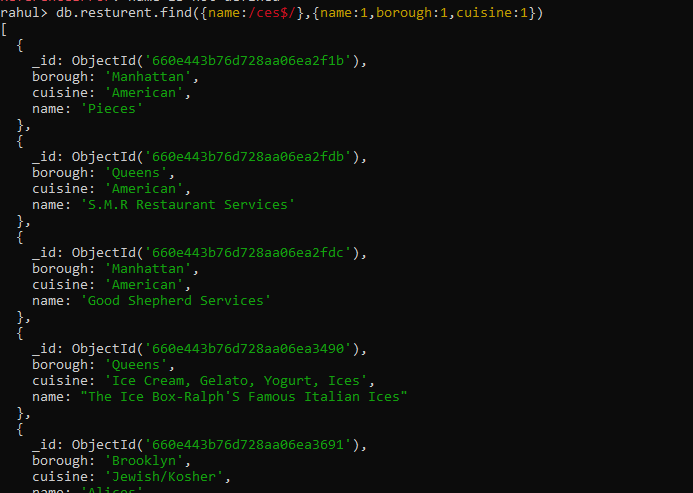 rahul> db.resturent.find({name:/ces$/},{name:1,borough:1,cuisine:1})
[
  {
    _id: ObjectId('660e443b76d728aa06ea2f1b'),
    borough: 'Manhattan',
    cuisine: 'American',
    name: 'Pieces'
  },
  {
    _id: ObjectId('660e443b76d728aa06ea2fdb'),
    borough: 'Queens',
    cuisine: 'American',
    name: 'S.M.R Restaurant Services'
  },
  {
    _id: ObjectId('660e443b76d728aa06ea2fdc'),
    borough: 'Manhattan',
    cuisine: 'American',
    name: 'Good Shepherd Services'
  },
  {
    _id: ObjectId('660e443b76d728aa06ea3490'),
    borough: 'Queens',
    cuisine: 'Ice Cream, Gelato, Yogurt, Ices',
    name: "The Ice Box-Ralph'S Famous Italian Ices"
  },
  {
    _id: ObjectId('660e443b76d728aa06ea3691'),
    borough: 'Brooklyn',
    cuisine: 'Jewish/Kosher',
    name: 'Alices'